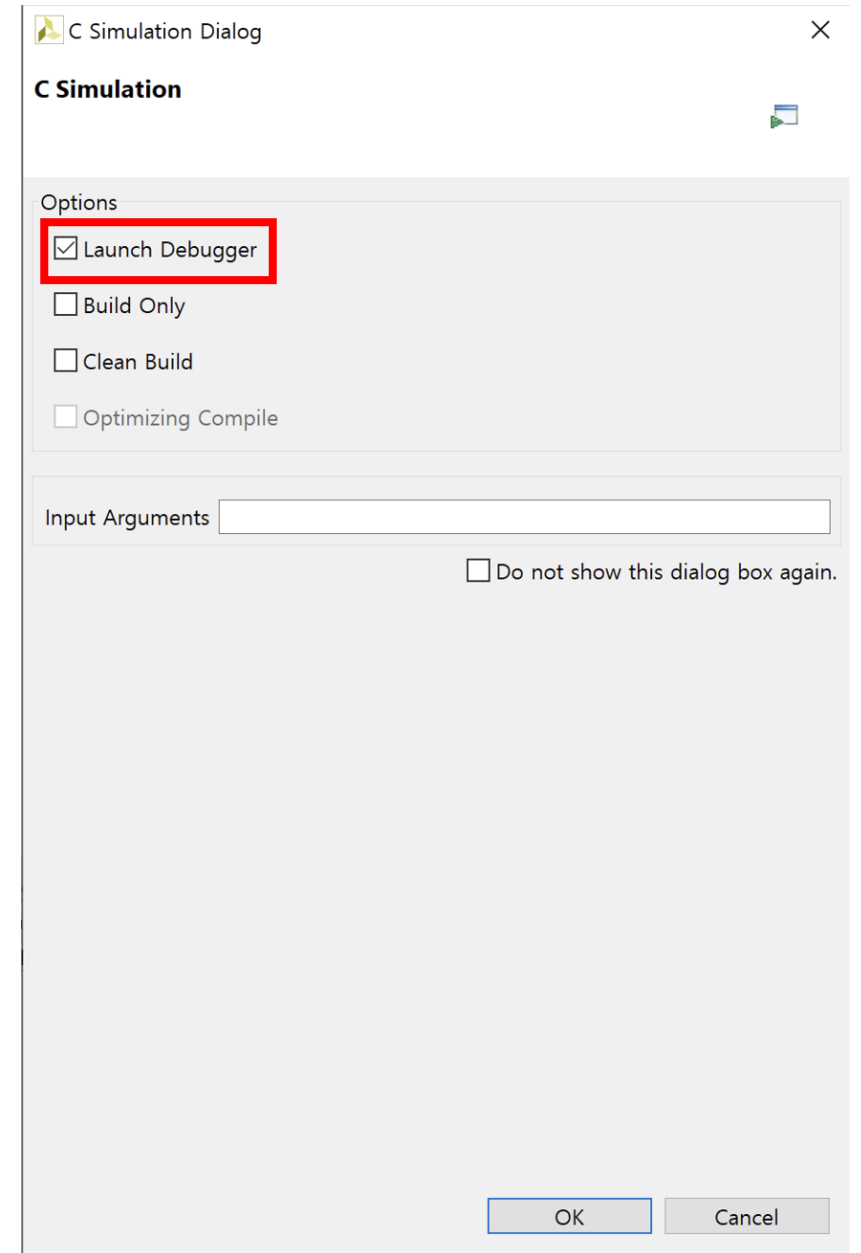 C Simulation Dialog
C Simulation
Options
Launch Debugger
Build Only
Clean Build
Optimizing Compile
Input Arguments
Do not show this dialog box again.
OK
Cancel